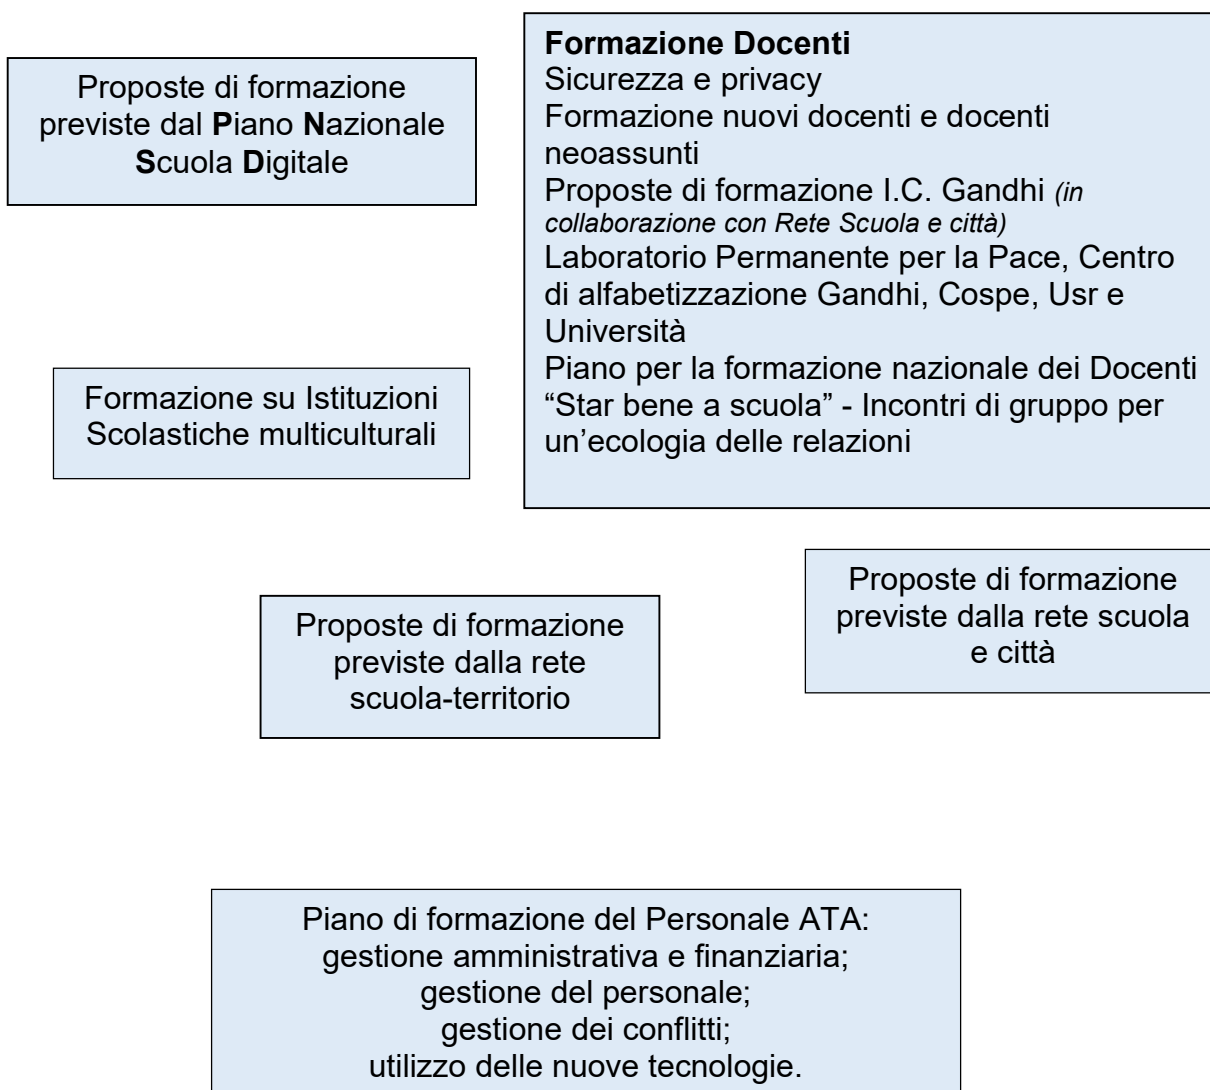 Proposte di formazione
previste dal Piano Nazionale
Scuola Digitale
Formazione Docenti
Sicurezza e privacy
Formazione nuovi docenti e docenti
neoassunti
Proposte di formazione I.C. Gandhi (in
collaborazione con Rete Scuola e città)
Laboratorio Permanente per la Pace, Centro
di alfabetizzazione Gandhi, Cospe, Usr e
Università
Piano per la formazione nazionale dei Docenti
“Star bene a scuola” - Incontri di gruppo per
un’ecologia delle relazioni
Formazione su Istituzioni
Scolastiche multiculturali
Proposte di formazione
previste dalla rete scuola
e città
Proposte di formazione
previste dalla rete
scuola-territorio
Piano di formazione del Personale ATA:
gestione amministrativa e finanziaria;
gestione del personale;
gestione dei conflitti;
utilizzo delle nuove tecnologie.